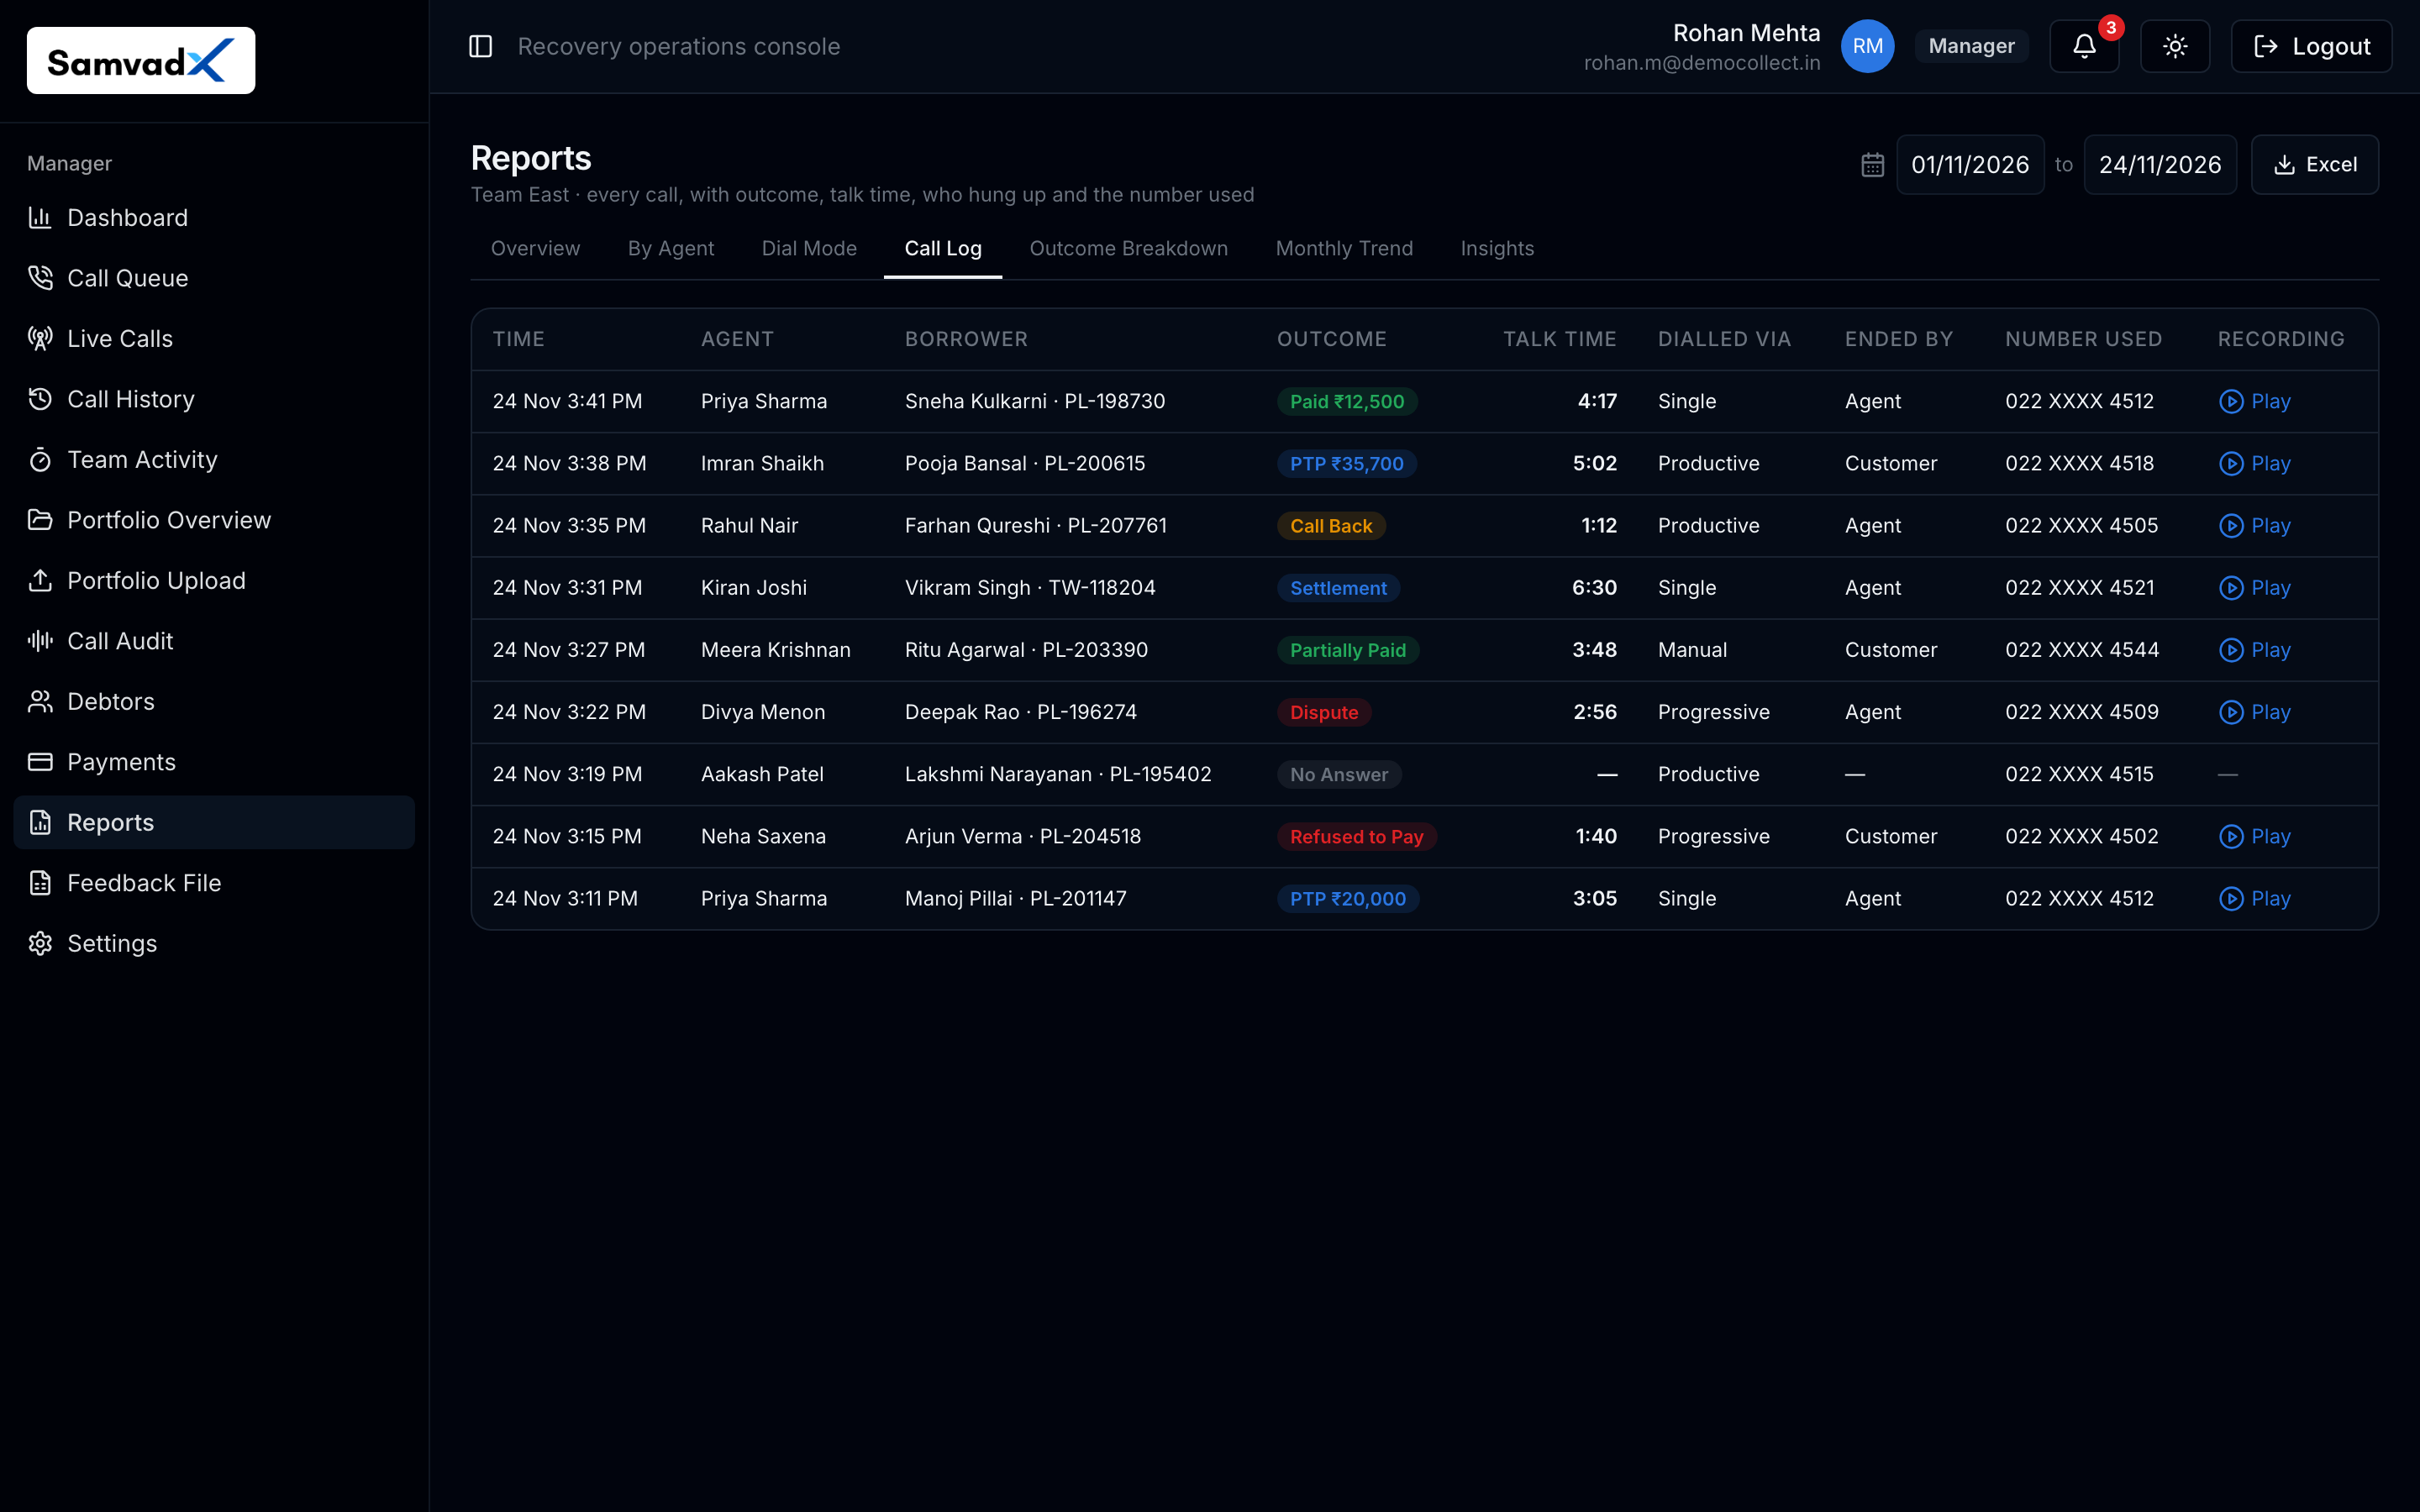 SamvadX
Recovery operations console
Rohan Mehta
rohan.m@democollect.in
RM
Manager
3
Logout
Manager
Dashboard
Call Queue
Live Calls
Call History
Team Activity
Portfolio Overview
Portfolio Upload
Call Audit
Debtors
Payments
Reports
Feedback File
Settings
Reports
Team East · every call, with outcome, talk time, who hung up and the number used
01/11/2026 to 24/11/2026 Excel
Overview By Agent Dial Mode Call Log Outcome Breakdown Monthly Trend Insights
TIME AGENT BORROWER OUTCOME TALK TIME DIALLED VIA ENDED BY NUMBER USED RECORDING
24 Nov 3:41 PM Priya Sharma Sneha Kulkarni · PL-198730 Paid ₹12,500 4:17 Single Agent 022 XXXX 4512 Play
24 Nov 3:38 PM Imran Shaikh Pooja Bansal · PL-200615 PTP ₹35,700 5:02 Productive Customer 022 XXXX 4518 Play
24 Nov 3:35 PM Rahul Nair Farhan Qureshi · PL-207761 Call Back 1:12 Productive Agent 022 XXXX 4505 Play
24 Nov 3:31 PM Kiran Joshi Vikram Singh · TW-118204 Settlement 6:30 Single Agent 022 XXXX 4521 Play
24 Nov 3:27 PM Meera Krishnan Ritu Agarwal · PL-203390 Partially Paid 3:48 Manual Customer 022 XXXX 4544 Play
24 Nov 3:22 PM Divya Menon Deepak Rao · PL-196274 Dispute 2:56 Progressive Agent 022 XXXX 4509 Play
24 Nov 3:19 PM Aakash Patel Lakshmi Narayanan · PL-195402 No Answer — Productive — 022 XXXX 4515 —
24 Nov 3:15 PM Neha Saxena Arjun Verma · PL-204518 Refused to Pay 1:40 Progressive Customer 022 XXXX 4502 Play
24 Nov 3:11 PM Priya Sharma Manoj Pillai · PL-201147 PTP ₹20,000 3:05 Single Agent 022 XXXX 4512 Play